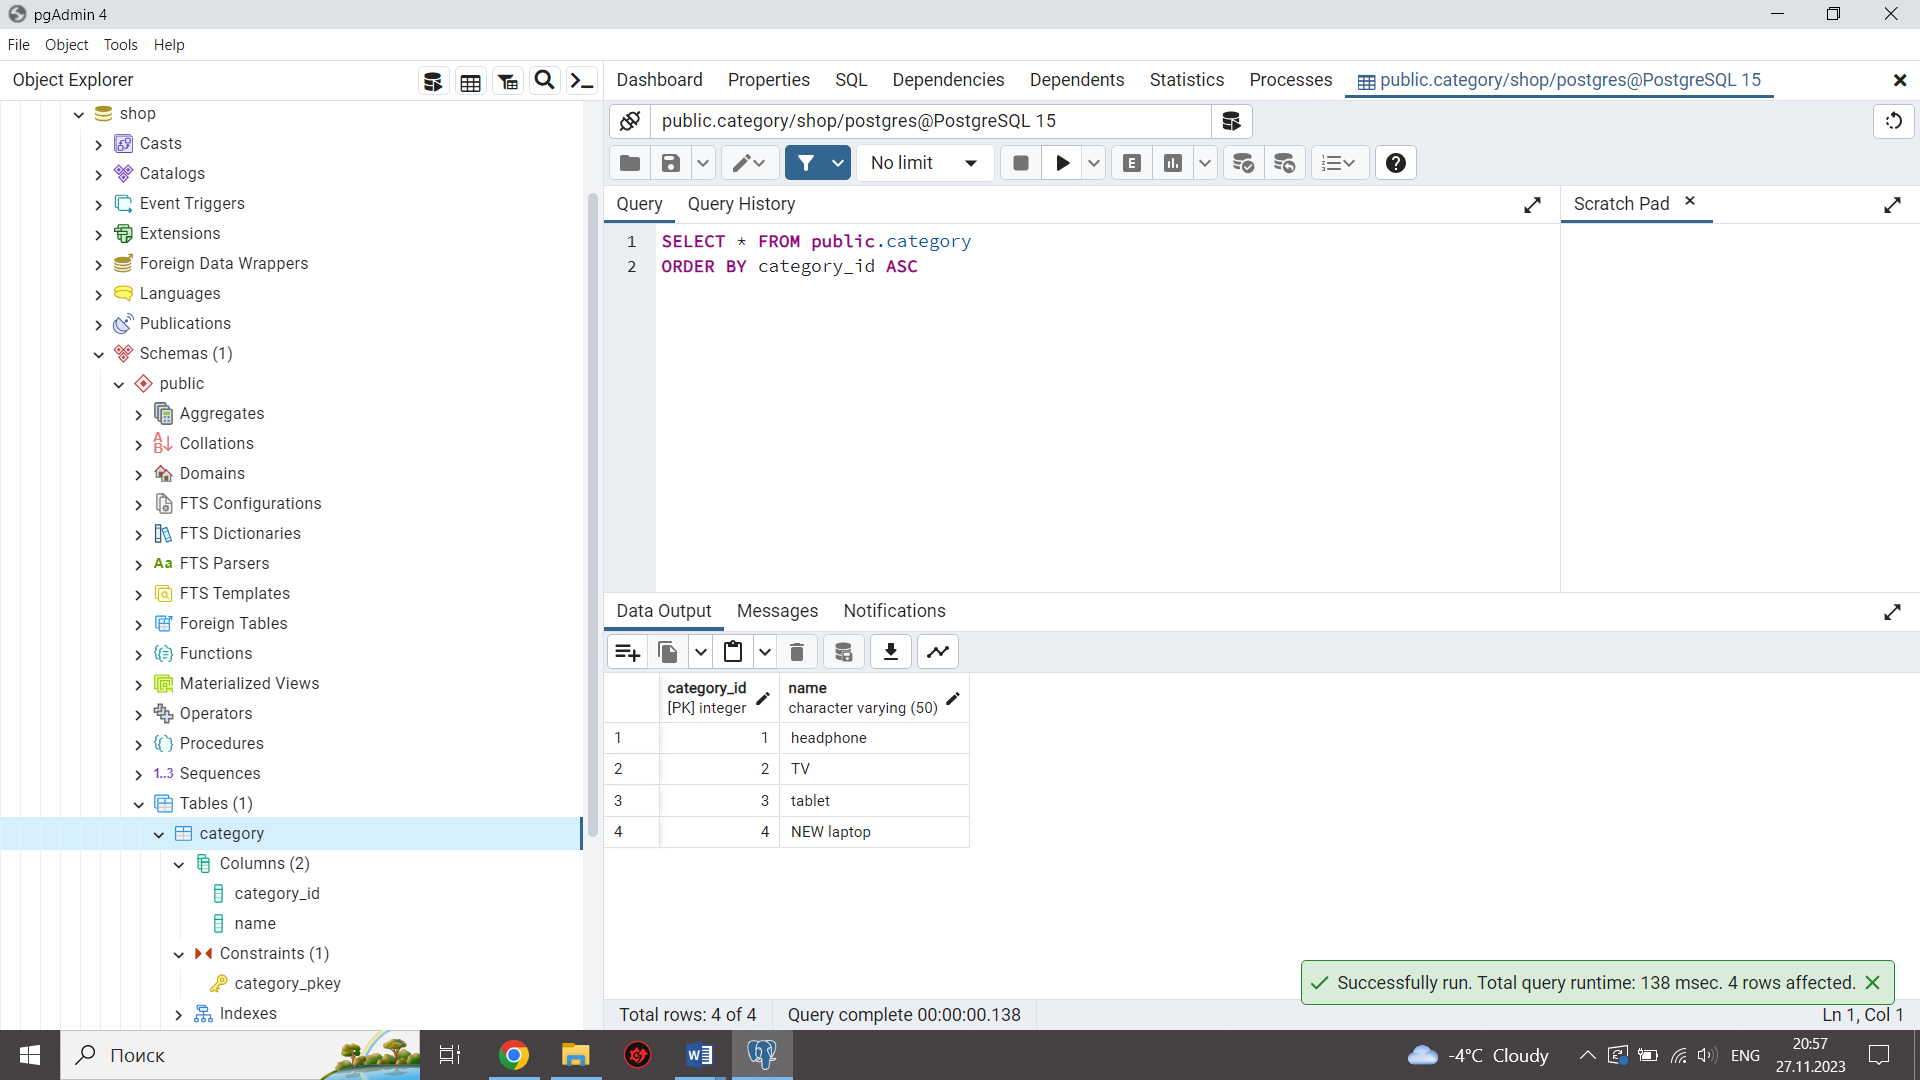 pgAdmin 4
File Object Tools Help
Object Explorer
Dashboard Properties SQL Dependencies Dependents Statistics Processes public.category/shop/postgres@PostgreSQL 15
shop
Casts
Catalogs
Event Triggers
Extensions
Foreign Data Wrappers
Languages
Publications
Schemas (1)
public
Aggregates
Collations
Domains
FTS Configurations
FTS Dictionaries
Aa FTS Parsers
FTS Templates
Foreign Tables
Functions
Materialized Views
Operators
Procedures
1..3 Sequences
Tables (1)
category
Columns (2)
category_id
name
Constraints (1)
category_pkey
Indexes
public.category/shop/postgres@PostgreSQL 15
No limit
E
Query Query History
Scratch Pad
1 SELECT * FROM public.category
2 ORDER BY category_id ASC
Data Output Messages Notifications
category_id name
[PK] integer character varying (50)
1 1 headphone
2 2 TV
3 3 tablet
4 4 NEW laptop
Successfully run. Total query runtime: 138 msec. 4 rows affected.
Total rows: 4 of 4 Query complete 00:00:00.138 Ln 1, Col 1
Поиск
-4°C Cloudy
ENG
20:57
27.11.2023